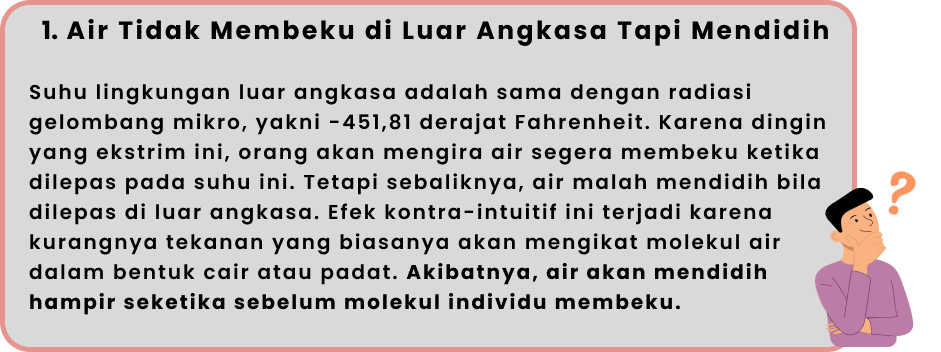 1. Air Tidak Membeku di Luar Angkasa Tapi Mendidih
Suhu lingkungan luar angkasa adalah sama dengan radiasi
gelombang mikro, yakni -451,81 derajat Fahrenheit. Karena dingin
yang ekstrim ini, orang akan mengira air segera membeku ketika
dilepas pada suhu ini. Tetapi sebaliknya, air malah mendidih bila
dilepas di luar angkasa. Efek kontra-intuitif ini terjadi karena
kurangnya tekanan yang biasanya akan mengikat molekul air
dalam bentuk cair atau padat. Akibatnya, air akan mendidih
hampir seketika sebelum molekul individu membeku.
?